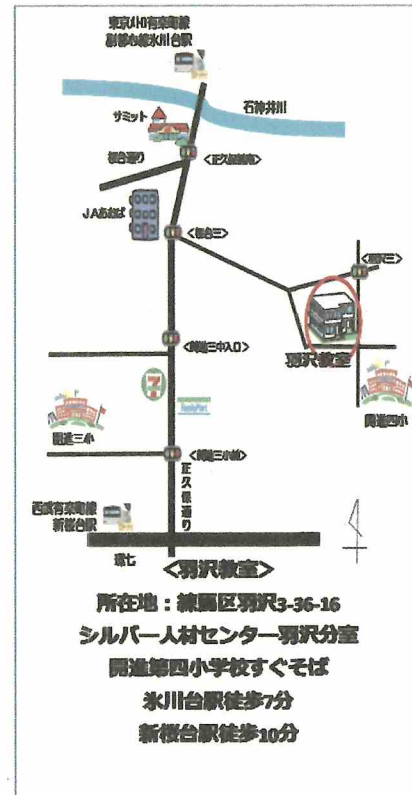 東京メトロ有楽町線
副都心線氷川台駅
石神井川
サミット
桜台通り
<正久保橋南>
JAあおば
<桜台三>
<羽沢三>
<開進三中入口>
羽沢教室
開進三小
FamilyMart
開進四小
<開進三小前>
正久保通り
西武有楽町線
新桜台駅
環七
<羽沢教室>
所在地:練馬区羽沢3-36-16
シルバー人材センター羽沢分室
開進第四小学校すぐそば
氷川台駅徒歩7分
新桜台駅徒歩10分